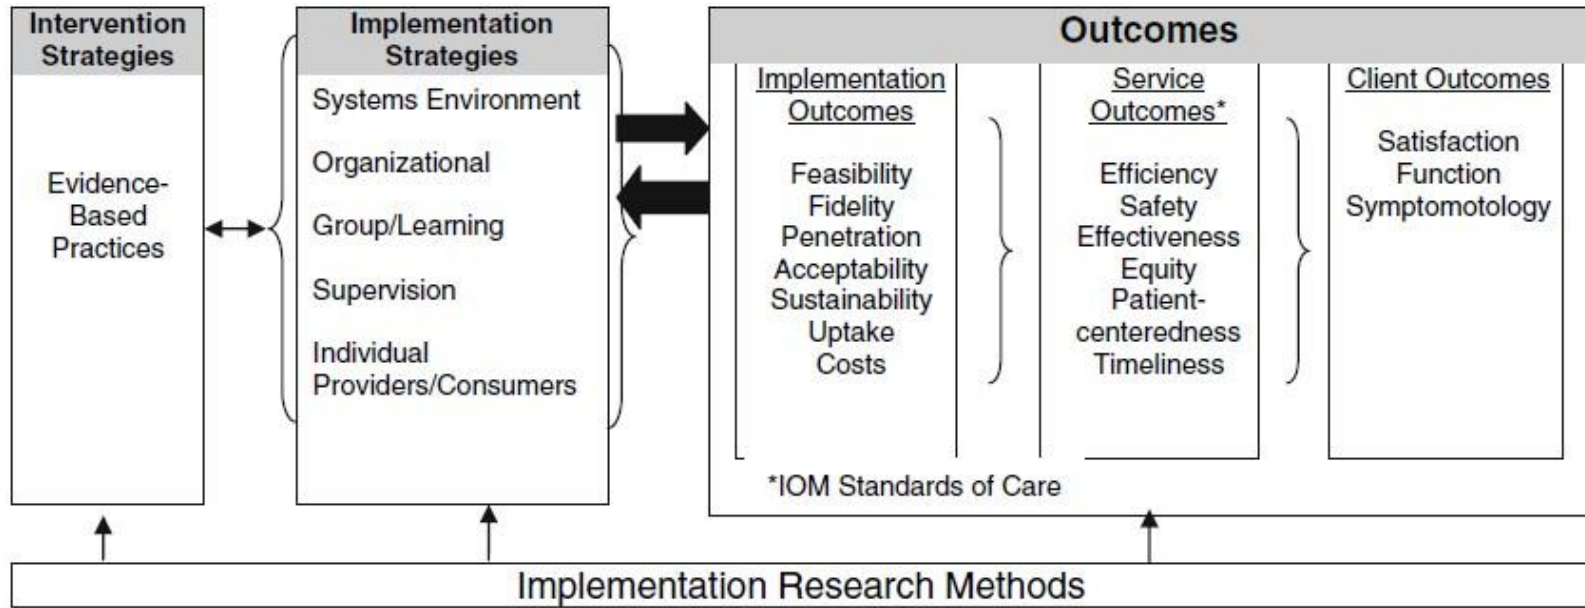 Intervention
Strategies
Evidence-
Based
Practices
Implementation
Strategies
Systems Environment
Organizational
Group/Learning
Supervision
Individual
Providers/Consumers
Outcomes
Implementation
Outcomes
Feasibility
Fidelity
Penetration
Acceptability
Sustainability
Uptake
Costs
Service
Outcomes*
Efficiency
Safety
Effectiveness
Equity
Patient-
centeredness
Timeliness
Client Outcomes
Satisfaction
Function
Symptomotology
*IOM Standards of Care
Implementation Research Methods